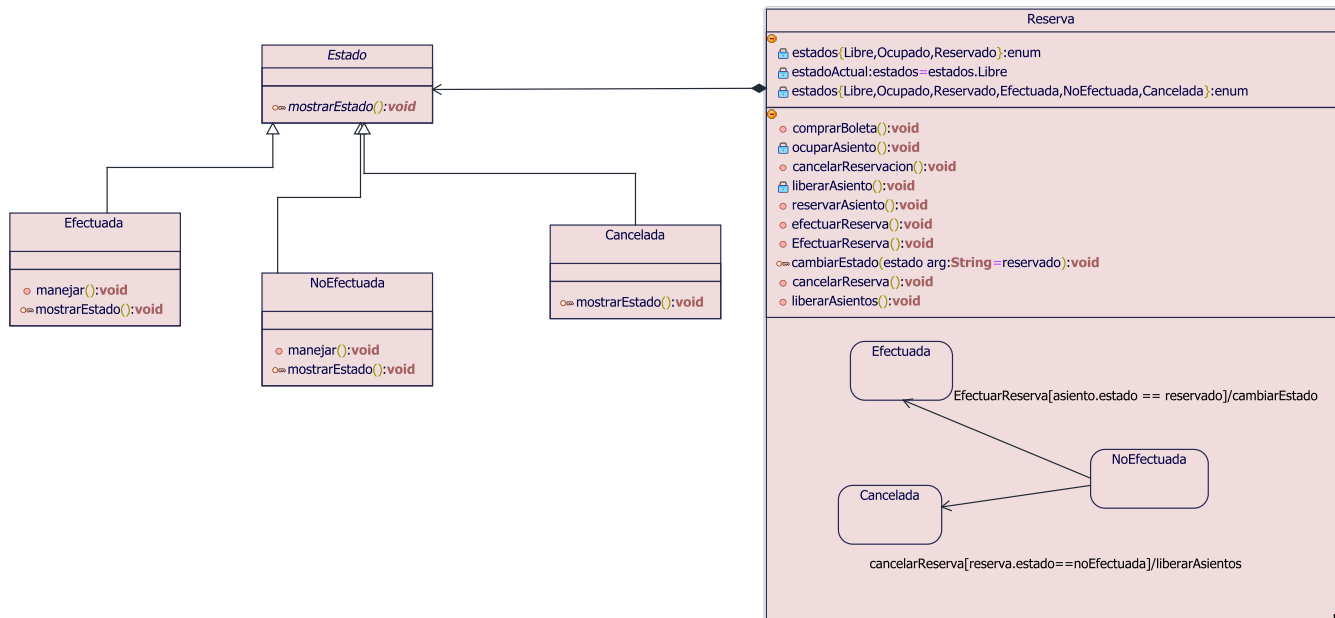 Estado
mostrarEstado():void
Efectuada
manejar():void
mostrarEstado():void
NoEfectuada
manejar():void
mostrarEstado():void
Cancelada
mostrarEstado():void
Reserva
estados{Libre,Ocupado,Reservado}:enum
estadoActual:estados=estados.Libre
estados{Libre,Ocupado,Reservado,Efectuada,NoEfectuada,Cancelada}:enum
comprarBoleta():void
ocuparAsiento():void
cancelarReservacion():void
liberarAsiento():void
reservarAsiento():void
efectuarReserva():void
EfectuarReserva():void
cambiarEstado(estado arg:String=reservado):void
cancelarReserva():void
liberarAsientos():void
Efectuada
EfectuarReserva[asiento.estado == reservado]/cambiarEstado
NoEfectuada
Cancelada
cancelarReserva[reserva.estado==noEfectuada]/liberarAsientos